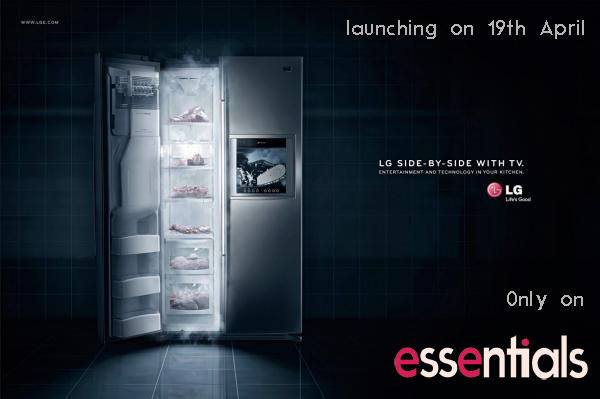 WWW.LGE.COM
launching on 19th April
LG SIDE-BY-SIDE WITH TV.
ENTERTAINMENT AND TECHNOLOGY IN YOUR KITCHEN.
LG
Life's Good
Only on
essentials